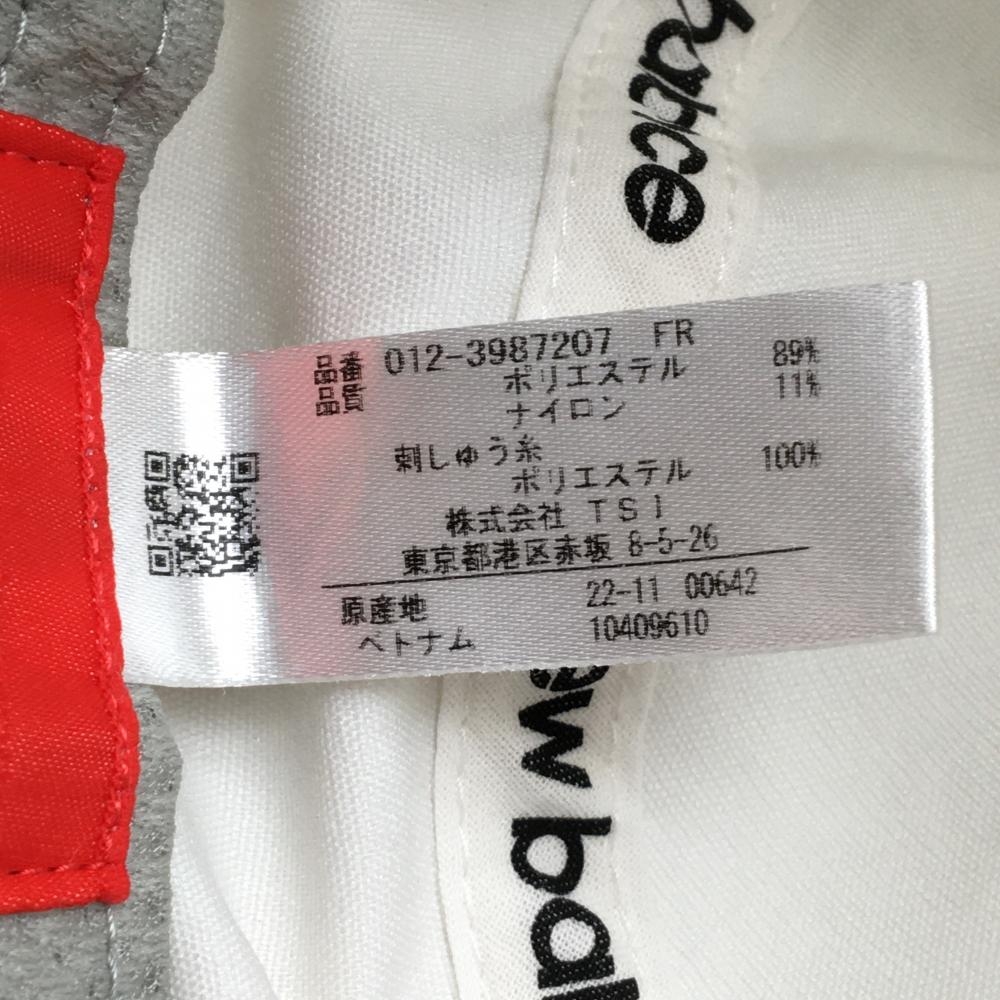 品番 012-3987207 FR
品質 ポリエステル 89%
ナイロン 11%
刺しゅう糸
ポリエステル 100%
株式会社 TSI
東京都港区赤坂 8-5-26
原産地 22-11 00642
ベトナム 10409610
ew bal